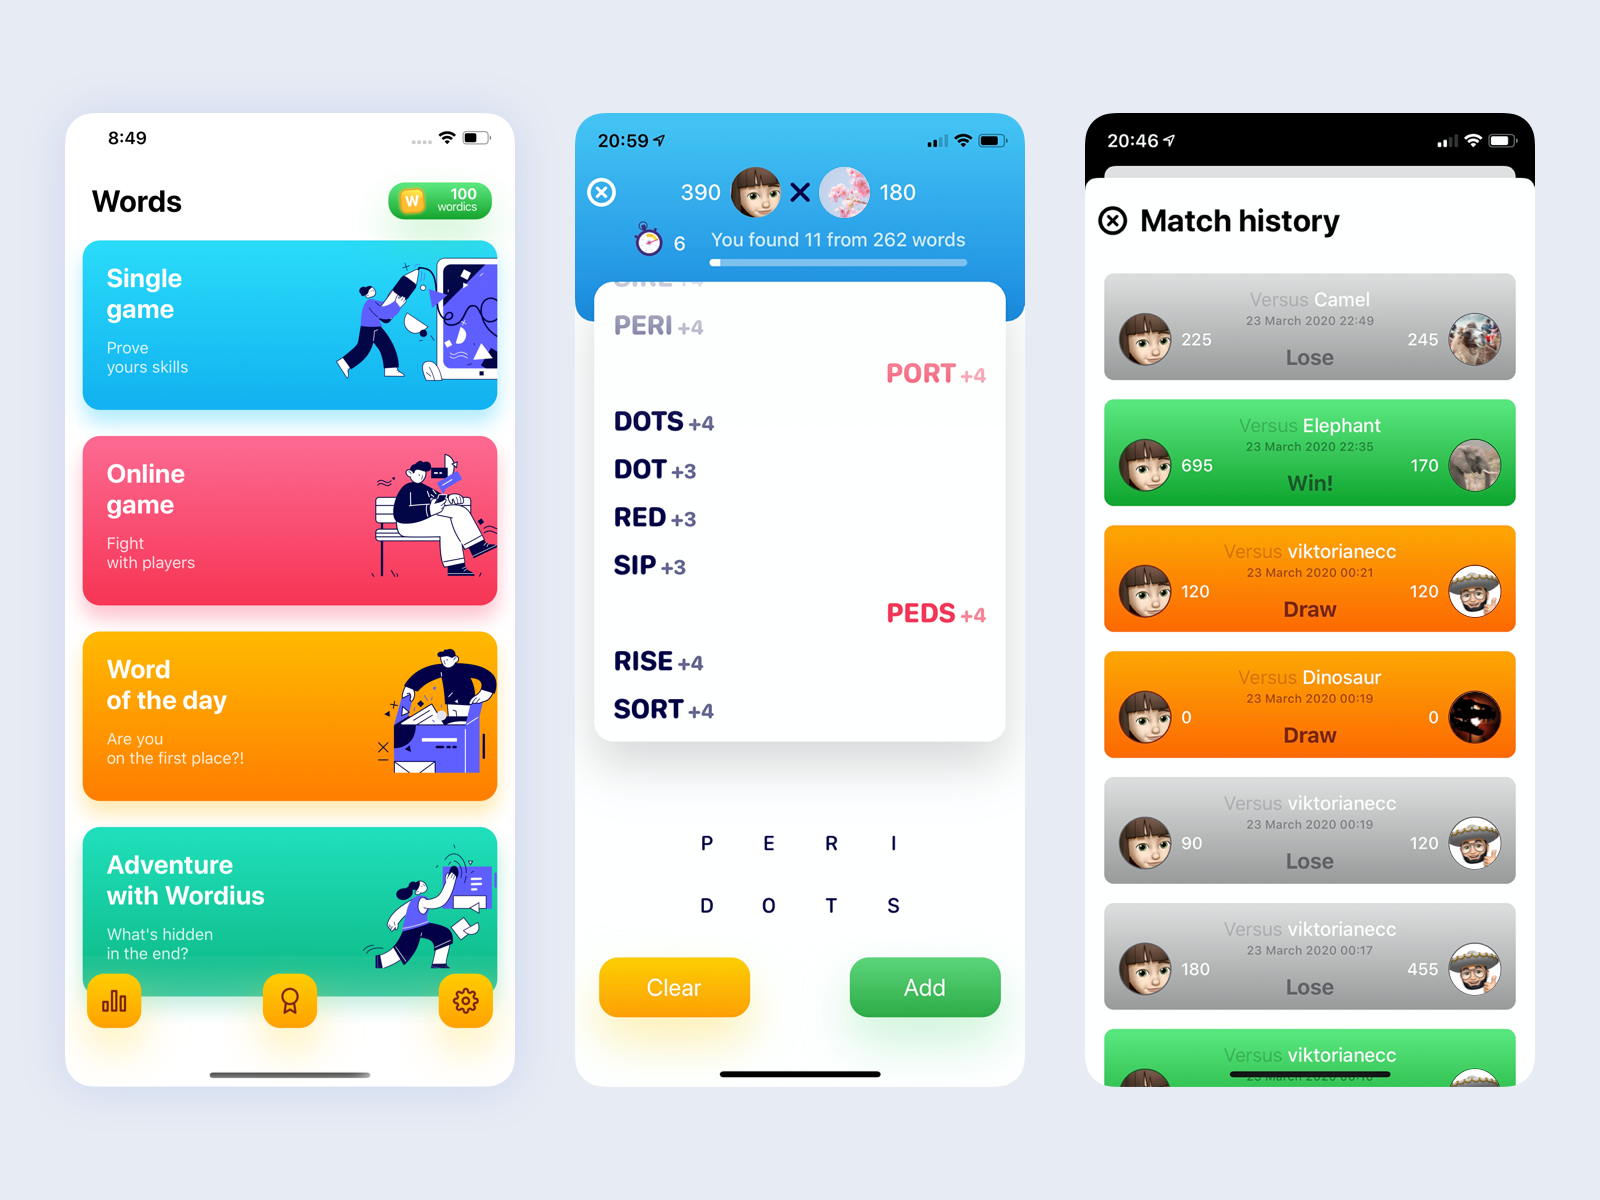 8:49
Words
W
100
wordics
Single
game
Prove
yours skills
Online
game
Fight
with players
Word
of the day
Are you
on the first place?!
Adventure
with Wordius
What's hidden
in the end?
20:59
390
180
6
You found 11 from 262 words
PERI +4
PORT +4
DOTS +4
DOT +3
RED +3
SIP +3
PEDS +4
RISE +4
SORT +4
P E R I
D O T S
Clear
Add
20:46
Match history
Versus Camel
23 March 2020 22:49
225
245
Lose
Versus Elephant
23 March 2020 22:35
695
170
Win!
Versus viktorianecc
23 March 2020 00:21
120
120
Draw
Versus Dinosaur
23 March 2020 00:19
0
0
Draw
Versus viktorianecc
23 March 2020 00:19
90
120
Lose
Versus viktorianecc
23 March 2020 00:17
180
455
Lose
Versus viktorianecc